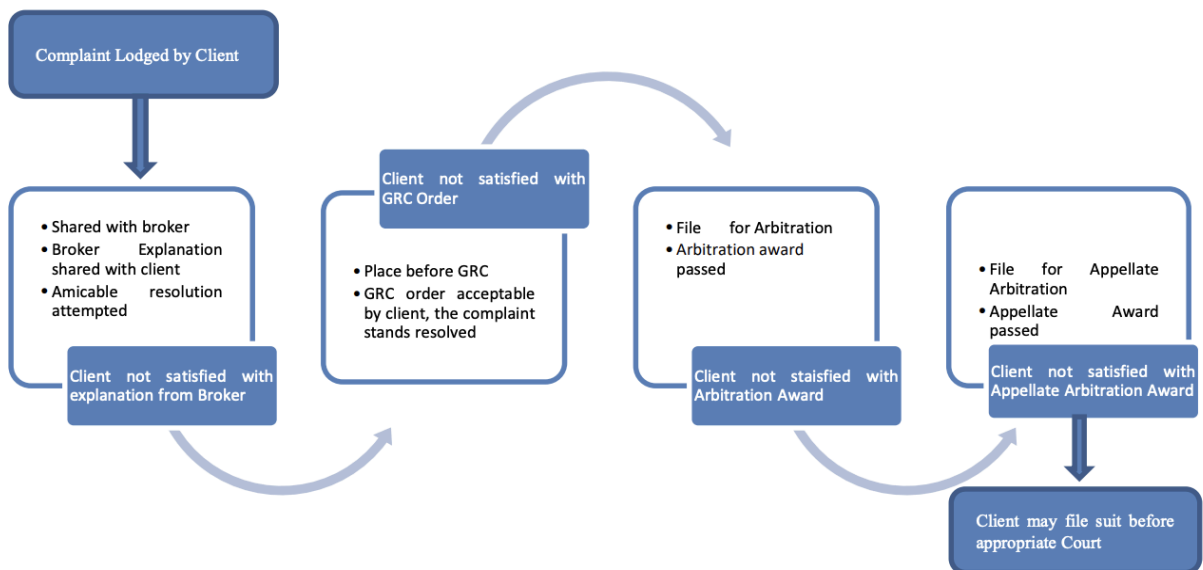 Complaint Lodged by Client
• Shared with broker
• Broker Explanation
shared with client
• Amicable resolution
attempted
Client not satisfied with
explanation from Broker
Client not satisfied with
GRC Order
• Place before GRC
• GRC order acceptable
by client, the complaint
stands resolved
• File for Arbitration
• Arbitration award
passed
Client not staisfied with
Arbitration Award
• File for Appellate
Arbitration
• Appellate Award
passed
Client not satisfied with
Appellate Arbitration Award
Client may file suit before
appropriate Court